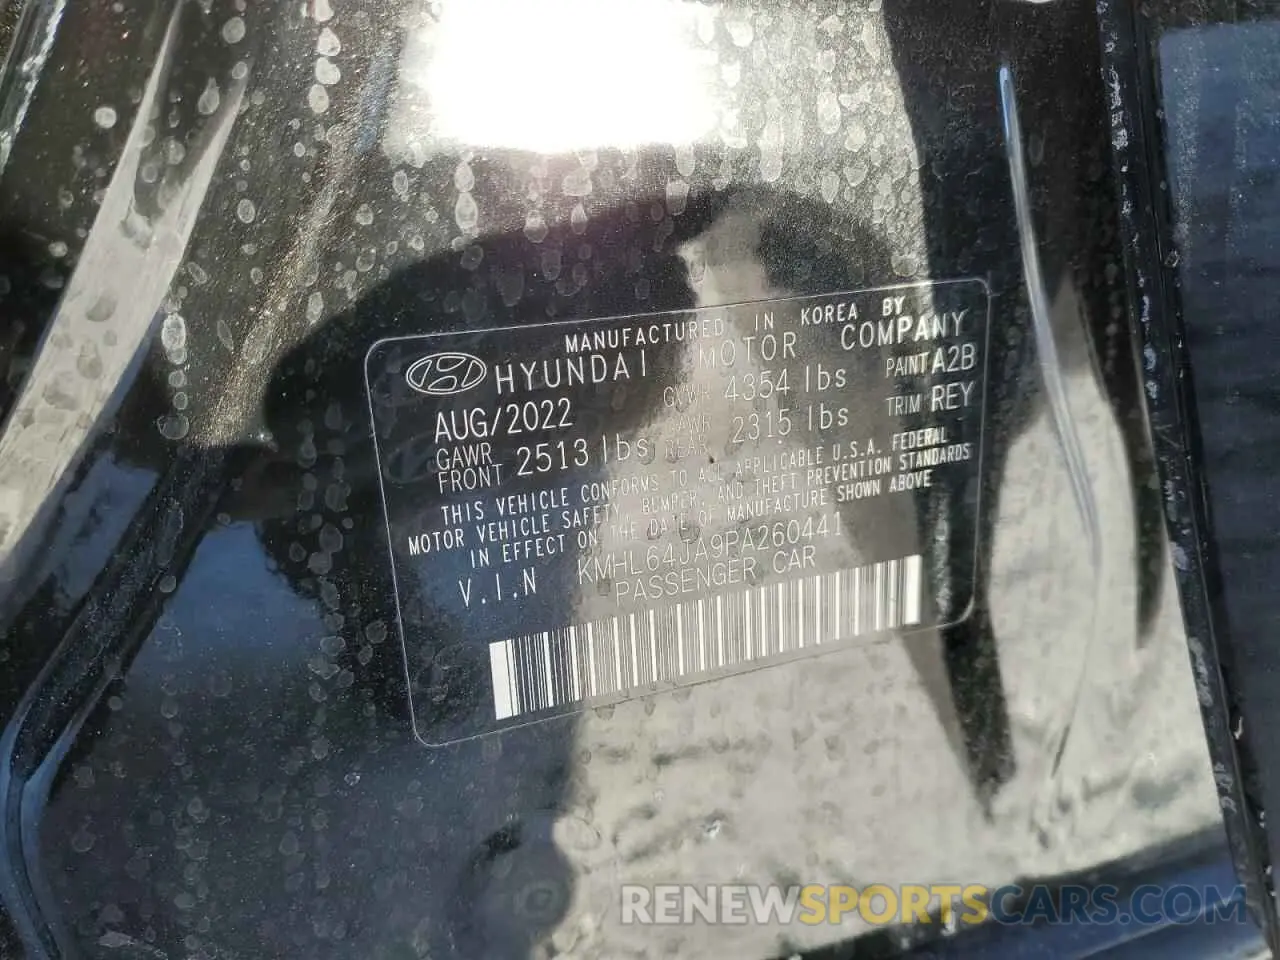 MANUFACTURED IN KOREA BY
HYUNDAI MOTOR COMPANY
AUG/2022 GVWR 4354 lbs PAINT A2B
GAWR FRONT 2513 lbs GAWR REAR 2315 lbs TRIM REY
THIS VEHICLE CONFORMS TO ALL APPLICABLE U.S.A. FEDERAL
MOTOR VEHICLE SAFETY, BUMPER, AND THEFT PREVENTION STANDARDS
IN EFFECT ON THE DATE OF MANUFACTURE SHOWN ABOVE
V.I.N KMHL64JA9PA260441
PASSENGER CAR
RENEWSPORTSCARS.COM